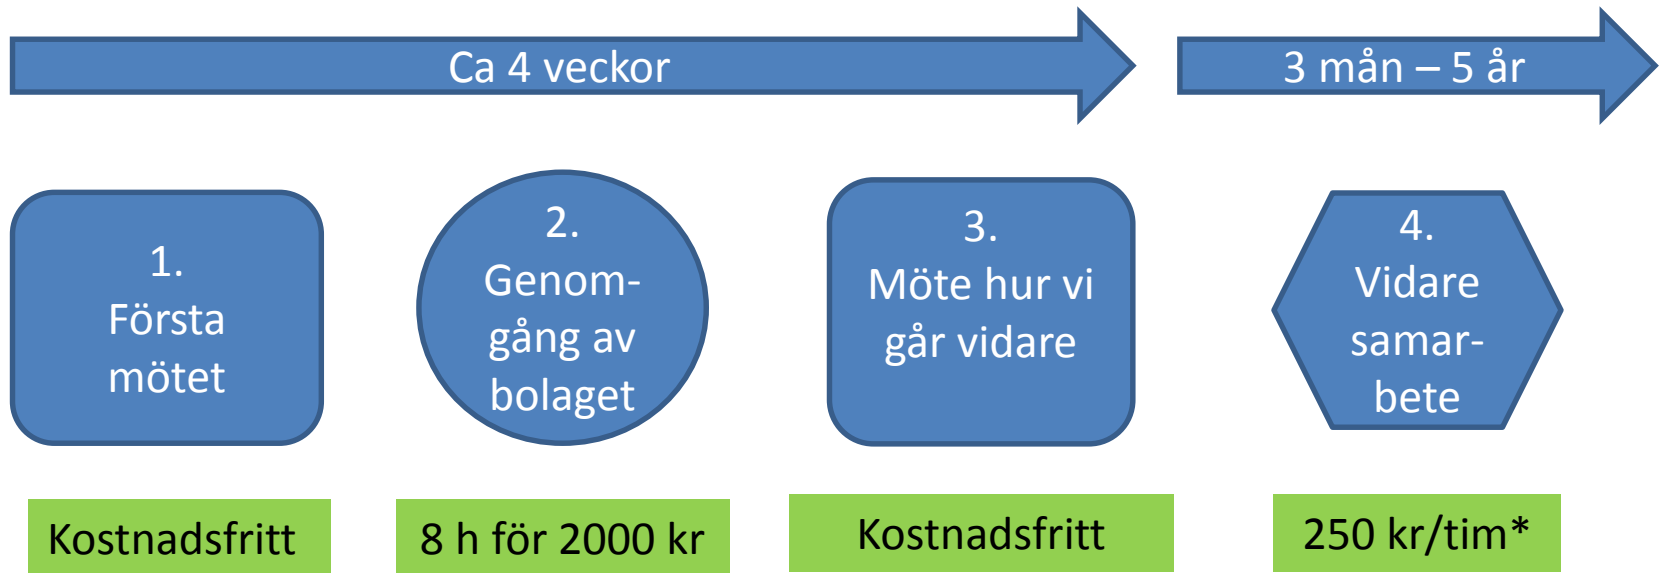 Ca 4 veckor
3 mån – 5 år
1.
Första
mötet
2.
Genom-
gång av
bolaget
3.
Möte hur vi
går vidare
4.
Vidare
samar-
bete
Kostnadsfritt
8 h för 2000 kr
Kostnadsfritt
250 kr/tim*